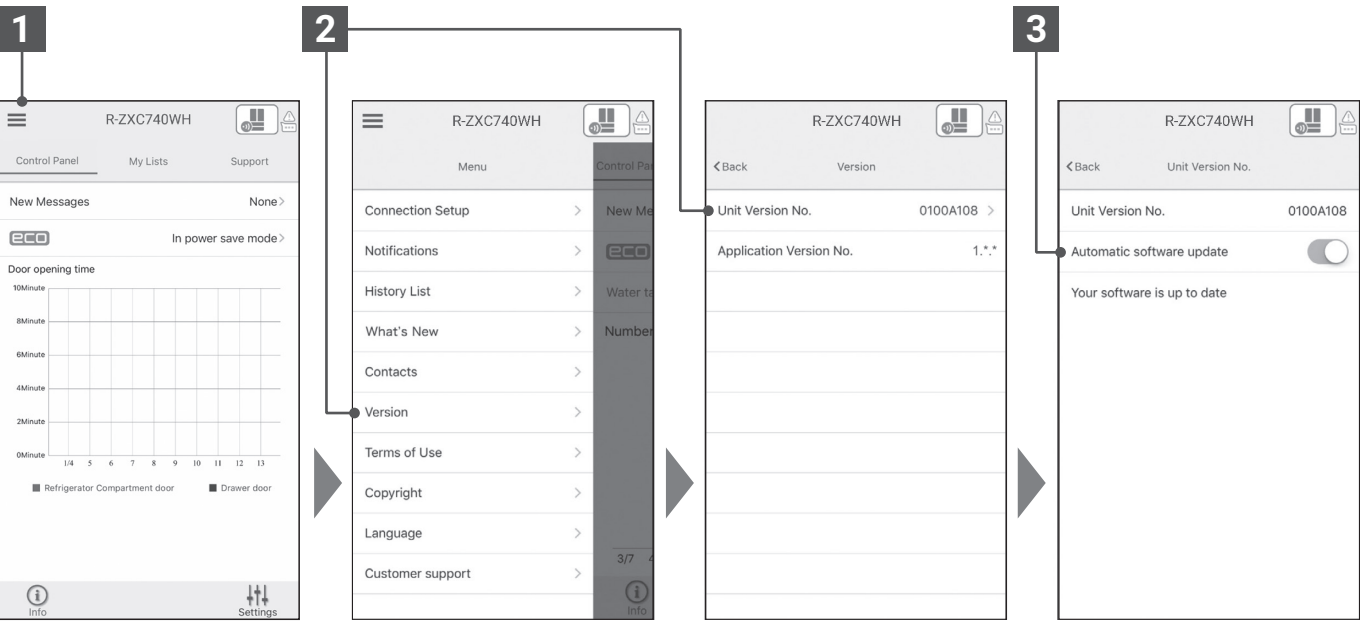 1
2
3
R-ZXC740WH
Control Panel My Lists Support
New Messages None
eco In power save mode
Door opening time
10Minute
8Minute
6Minute
4Minute
2Minute
0Minute
1/4 5 6 7 8 9 10 11 12 13
Refrigerator Compartment door Drawer door
Info Settings
R-ZXC740WH
Menu
Connection Setup
Notifications
History List
What's New
Contacts
Version
Terms of Use
Copyright
Language
Customer support
Control Pa
New Me
eco
Water ta
Number
3/7
Info
R-ZXC740WH
Back Version
Unit Version No. 0100A108
Application Version No. 1.*.*
R-ZXC740WH
Back Unit Version No.
Unit Version No. 0100A108
Automatic software update
Your software is up to date